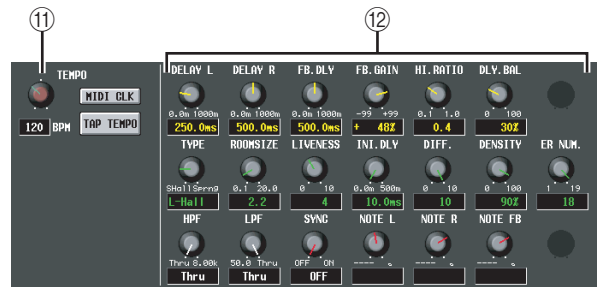 ⑪ ⑫
TEMPO
MIDI CLK
120 BPM TAP TEMPO
DELAY L DELAY R FB.DLY FB.GAIN HI.RATIO DLY.BAL
0.0m 1000m 0.0m 1000m 0.0m 1000m -99 +99 0.1 1.0 0 100
250.0ms 500.0ms 500.0ms + 48% 0.4 30%
TYPE ROOMSIZE LIVENESS INI.DLY DIFF. DENSITY ER NUM.
SHallSprng 0.1 20.0 0 10 0.0m 500m 0 10 0 100 1 19
L-Hall 2.2 4 10.0ms 10 90% 18
HPF LPF SYNC NOTE L NOTE R NOTE FB
Thru 8.00k 50.0 Thru OFF ON ---- ---- ----
Thru Thru OFF